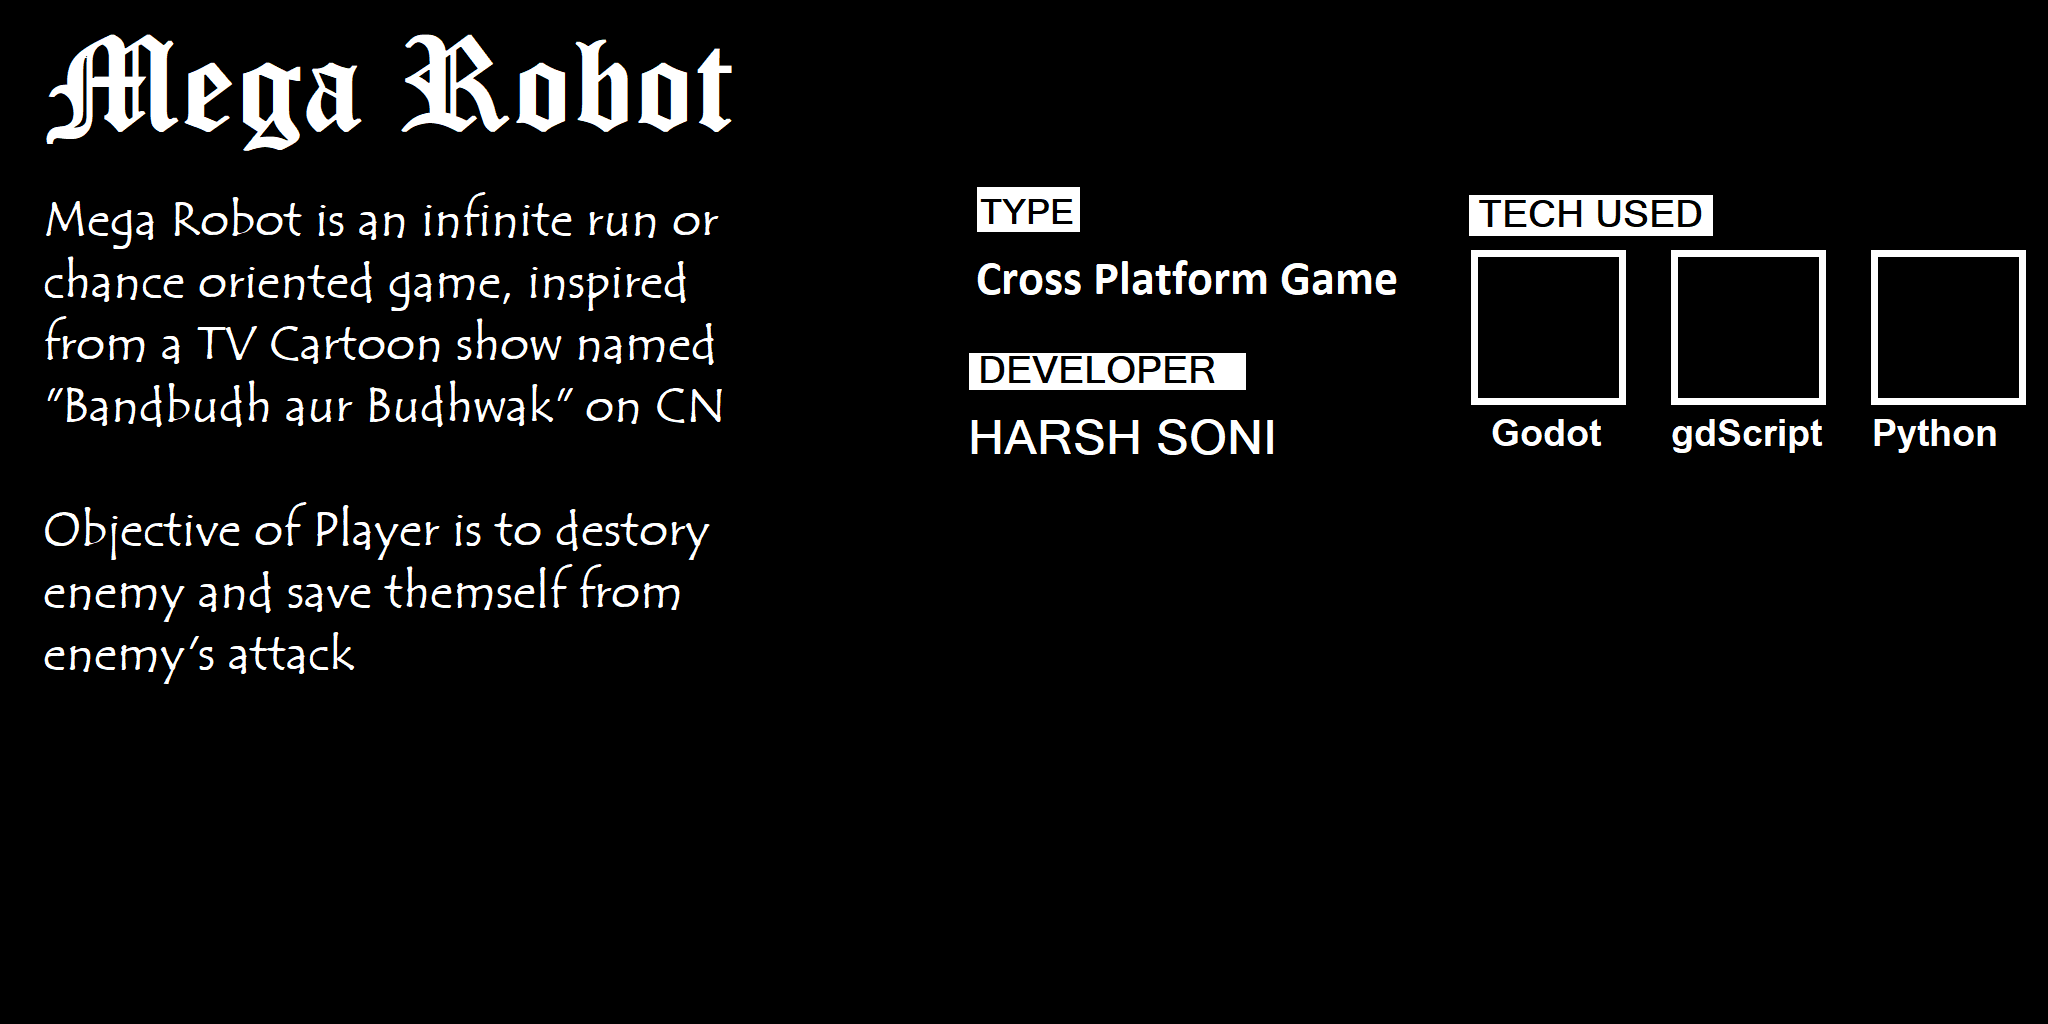 Mega Robot
Mega Robot is an infinite run or
chance oriented game, inspired
from a TV Cartoon show named
"Bandbudh aur Budhwak" on CN
Objective of Player is to destory
enemy and save themself from
enemy's attack
TYPE
Cross Platform Game
DEVELOPER
HARSH SONI
TECH USED
Godot
gdScript
Python